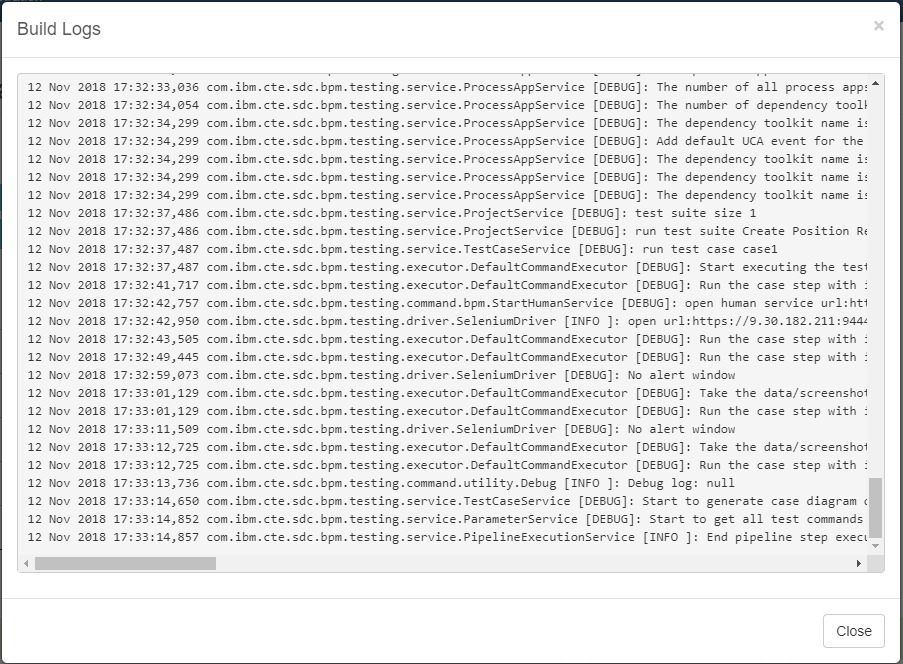 Build Logs
×
12 Nov 2018 17:32:33,036 com.ibm.cte.sdc.bpm.testing.service.ProcessAppService [DEBUG]: The number of all process apps
12 Nov 2018 17:32:34,054 com.ibm.cte.sdc.bpm.testing.service.ProcessAppService [DEBUG]: The number of dependency toolk
12 Nov 2018 17:32:34,299 com.ibm.cte.sdc.bpm.testing.service.ProcessAppService [DEBUG]: The dependency toolkit name is
12 Nov 2018 17:32:34,299 com.ibm.cte.sdc.bpm.testing.service.ProcessAppService [DEBUG]: Add default UCA event for the
12 Nov 2018 17:32:34,299 com.ibm.cte.sdc.bpm.testing.service.ProcessAppService [DEBUG]: The dependency toolkit name is
12 Nov 2018 17:32:34,299 com.ibm.cte.sdc.bpm.testing.service.ProcessAppService [DEBUG]: The dependency toolkit name is
12 Nov 2018 17:32:34,299 com.ibm.cte.sdc.bpm.testing.service.ProcessAppService [DEBUG]: The dependency toolkit name is
12 Nov 2018 17:32:37,486 com.ibm.cte.sdc.bpm.testing.service.ProjectService [DEBUG]: test suite size 1
12 Nov 2018 17:32:37,486 com.ibm.cte.sdc.bpm.testing.service.ProjectService [DEBUG]: run test suite Create Position Re
12 Nov 2018 17:32:37,487 com.ibm.cte.sdc.bpm.testing.service.TestCaseService [DEBUG]: run test case case1
12 Nov 2018 17:32:37,487 com.ibm.cte.sdc.bpm.testing.executor.DefaultCommandExecutor [DEBUG]: Start executing the test
12 Nov 2018 17:32:41,717 com.ibm.cte.sdc.bpm.testing.executor.DefaultCommandExecutor [DEBUG]: Run the case step with i
12 Nov 2018 17:32:42,757 com.ibm.cte.sdc.bpm.testing.command.bpm.StartHumanService [DEBUG]: open human service url:htt
12 Nov 2018 17:32:42,950 com.ibm.cte.sdc.bpm.testing.driver.SeleniumDriver [INFO ]: open url:https://9.30.182.211:9444
12 Nov 2018 17:32:43,505 com.ibm.cte.sdc.bpm.testing.executor.DefaultCommandExecutor [DEBUG]: Run the case step with i
12 Nov 2018 17:32:49,445 com.ibm.cte.sdc.bpm.testing.executor.DefaultCommandExecutor [DEBUG]: Run the case step with i
12 Nov 2018 17:32:59,073 com.ibm.cte.sdc.bpm.testing.driver.SeleniumDriver [DEBUG]: No alert window
12 Nov 2018 17:33:01,129 com.ibm.cte.sdc.bpm.testing.executor.DefaultCommandExecutor [DEBUG]: Take the data/screenshot
12 Nov 2018 17:33:01,129 com.ibm.cte.sdc.bpm.testing.executor.DefaultCommandExecutor [DEBUG]: Run the case step with i
12 Nov 2018 17:33:11,509 com.ibm.cte.sdc.bpm.testing.driver.SeleniumDriver [DEBUG]: No alert window
12 Nov 2018 17:33:12,725 com.ibm.cte.sdc.bpm.testing.executor.DefaultCommandExecutor [DEBUG]: Take the data/screenshot
12 Nov 2018 17:33:12,725 com.ibm.cte.sdc.bpm.testing.executor.DefaultCommandExecutor [DEBUG]: Run the case step with i
12 Nov 2018 17:33:13,736 com.ibm.cte.sdc.bpm.testing.command.utility.Debug [INFO ]: Debug log: null
12 Nov 2018 17:33:14,650 com.ibm.cte.sdc.bpm.testing.service.TestCaseService [DEBUG]: Start to generate case diagram
12 Nov 2018 17:33:14,852 com.ibm.cte.sdc.bpm.testing.service.ParameterService [DEBUG]: Start to get all test commands
12 Nov 2018 17:33:14,857 com.ibm.cte.sdc.bpm.testing.service.PipelineExecutionService [INFO ]: End pipeline step execu
Close